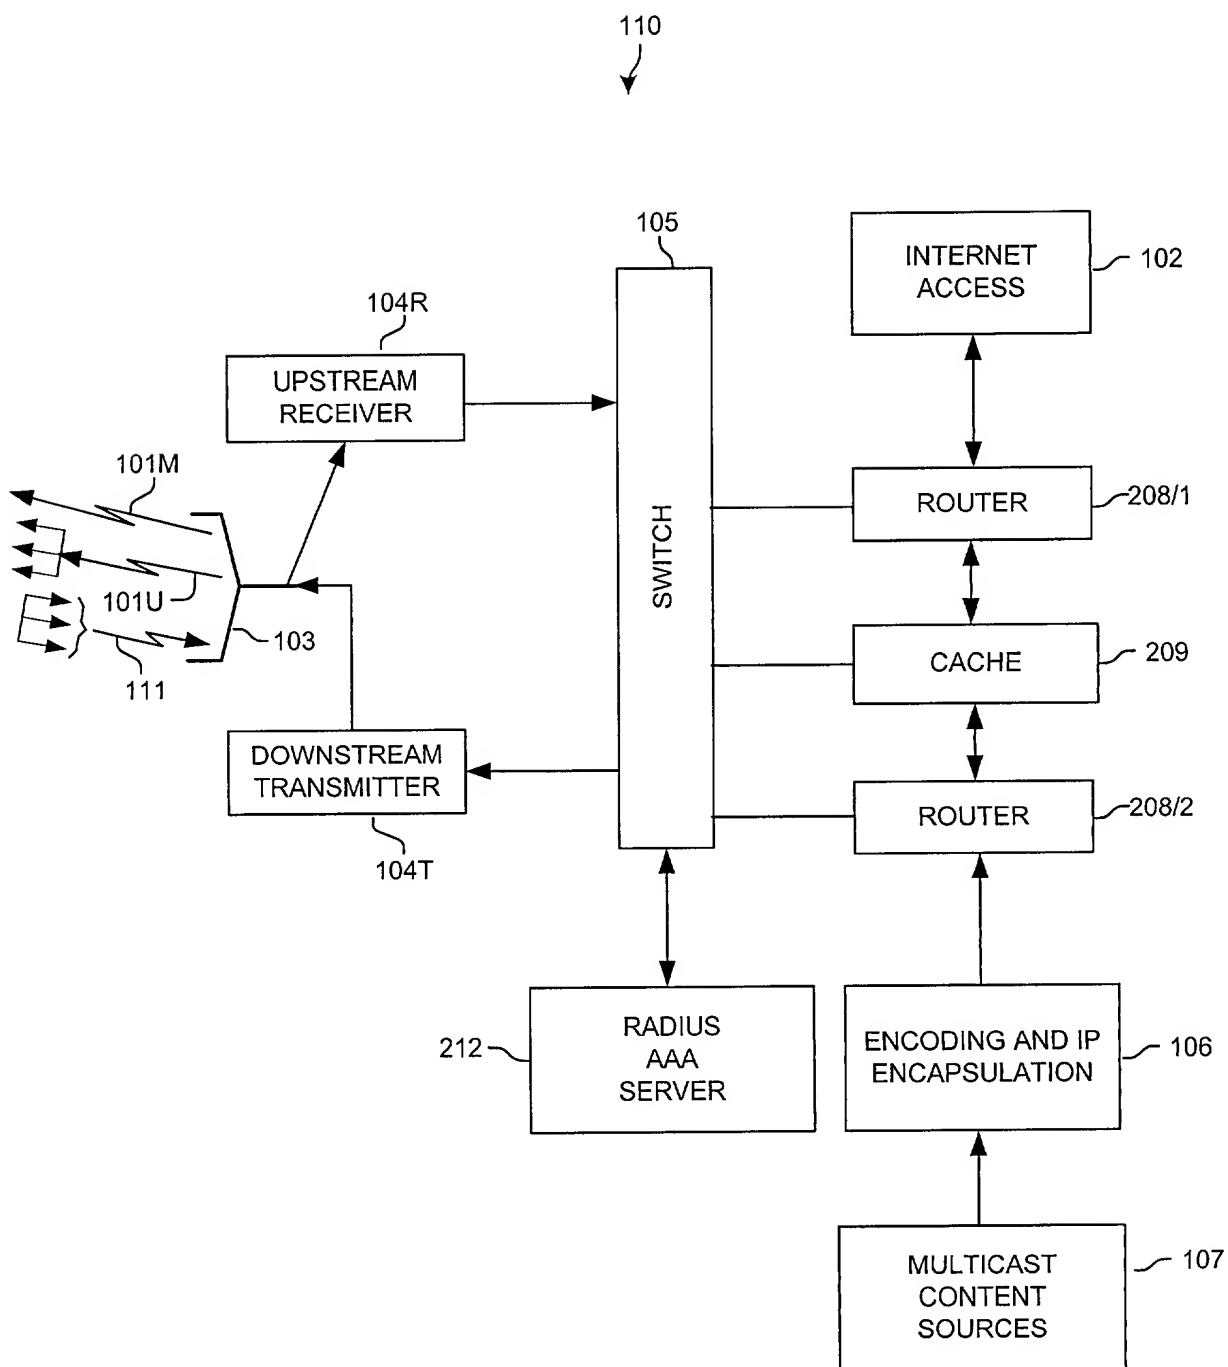 110
105
INTERNET
ACCESS
102
104R
UPSTREAM
RECEIVER
101M
ROUTER
208/1
SWITCH
101U
103
CACHE
209
111
DOWNSTREAM
TRANSMITTER
ROUTER
208/2
104T
212
RADIUS
AAA
SERVER
ENCODING AND IP
ENCAPSULATION
106
MULTICAST
CONTENT
SOURCES
107